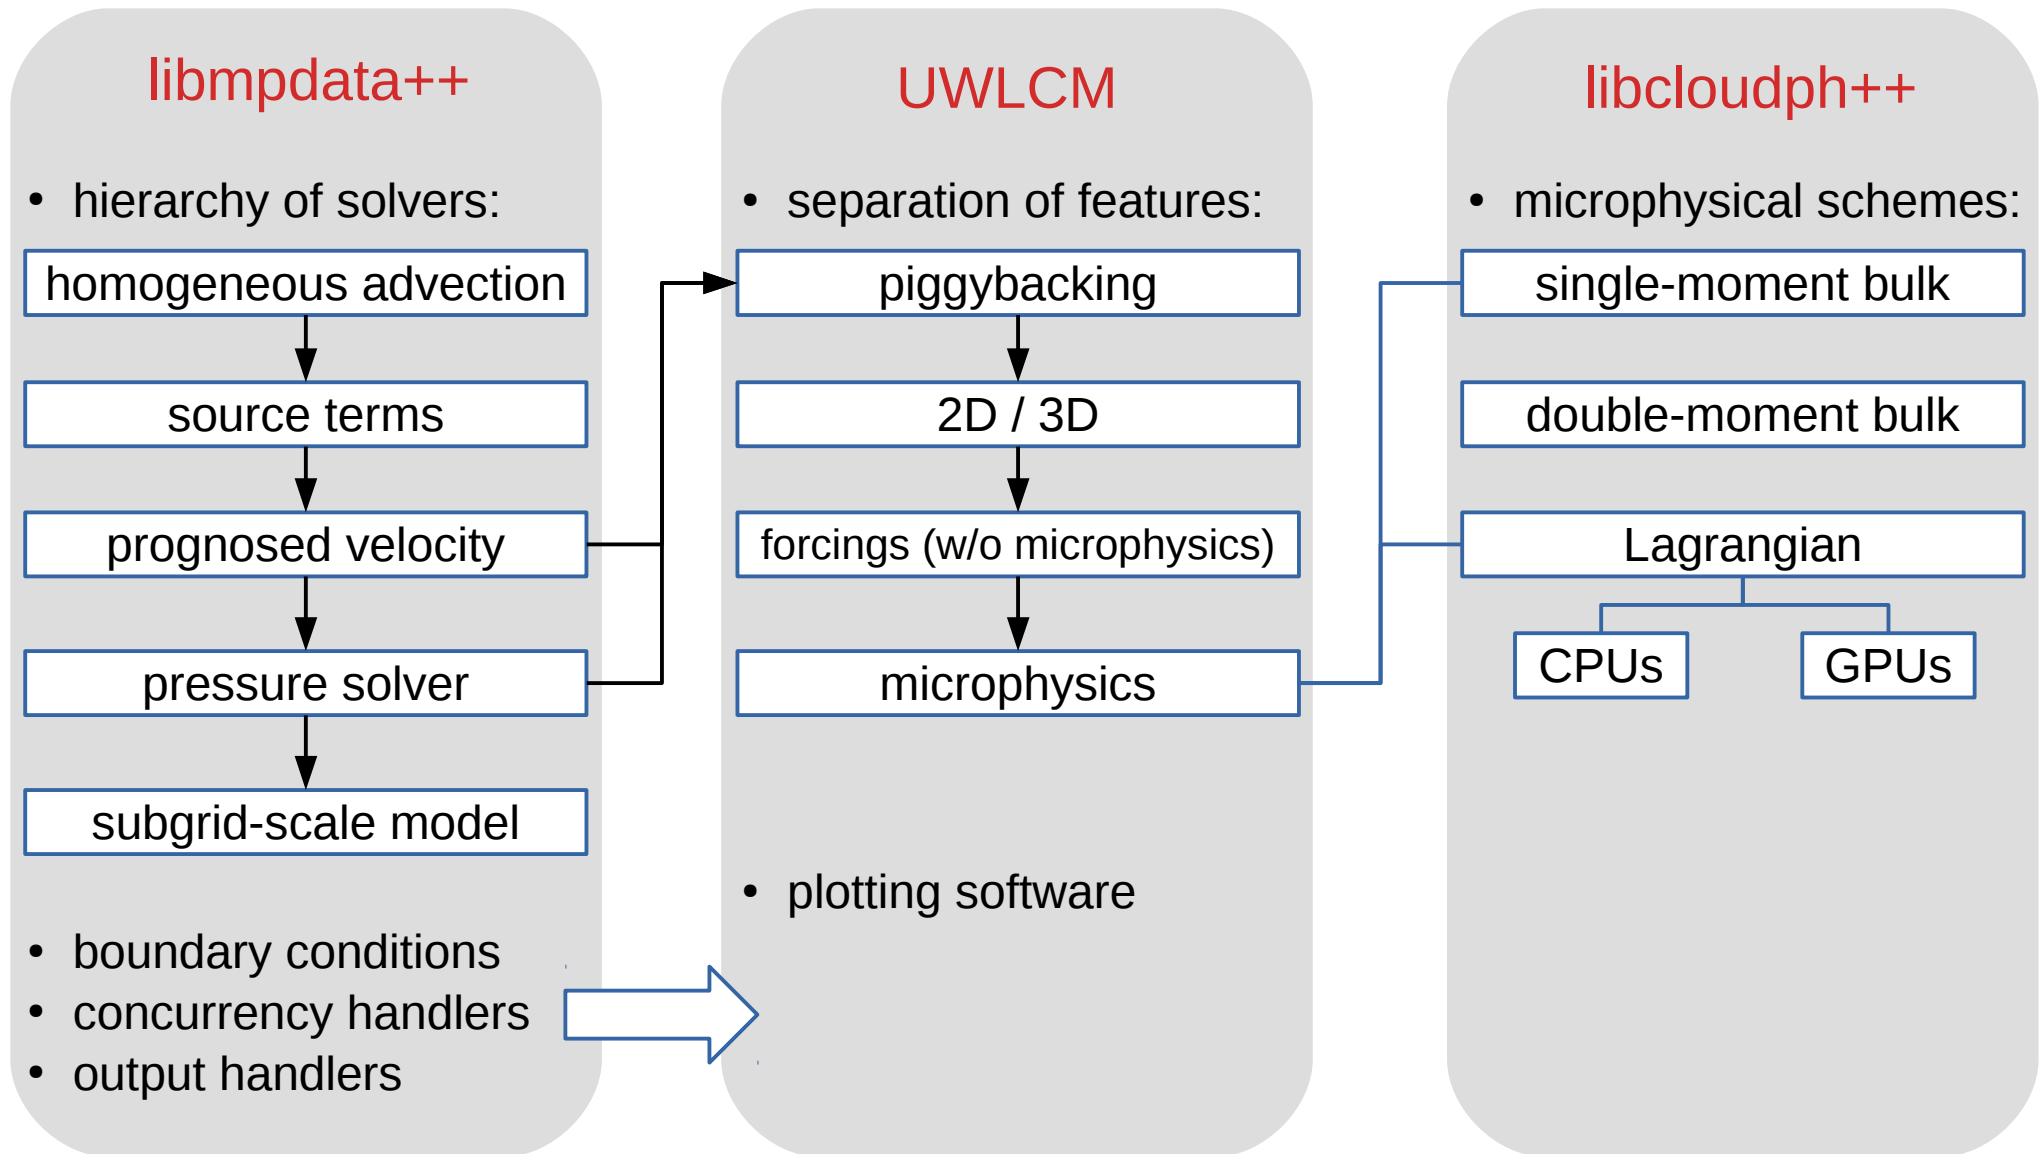 libmpdata++
• hierarchy of solvers:
homogeneous advection
source terms
prognosed velocity
pressure solver
subgrid-scale model
• boundary conditions
• concurrency handlers
• output handlers
UWLCM
• separation of features:
piggybacking
2D / 3D
forcings (w/o microphysics)
microphysics
• plotting software
libcloudph++
• microphysical schemes:
single-moment bulk
double-moment bulk
Lagrangian
CPUs
GPUs